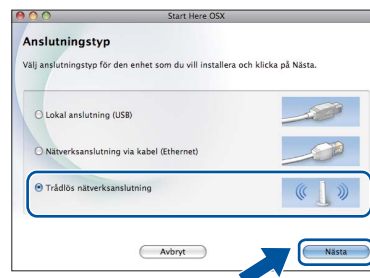 Start Here OSX
Anslutningstyp
Välj anslutningstyp för den enhet som du vill installera och klicka på Nästa.
Lokal anslutning (USB)
Nätverksanslutning via kabel (Ethernet)
Trådlös nätverksanslutning
Avbryt
Nästa